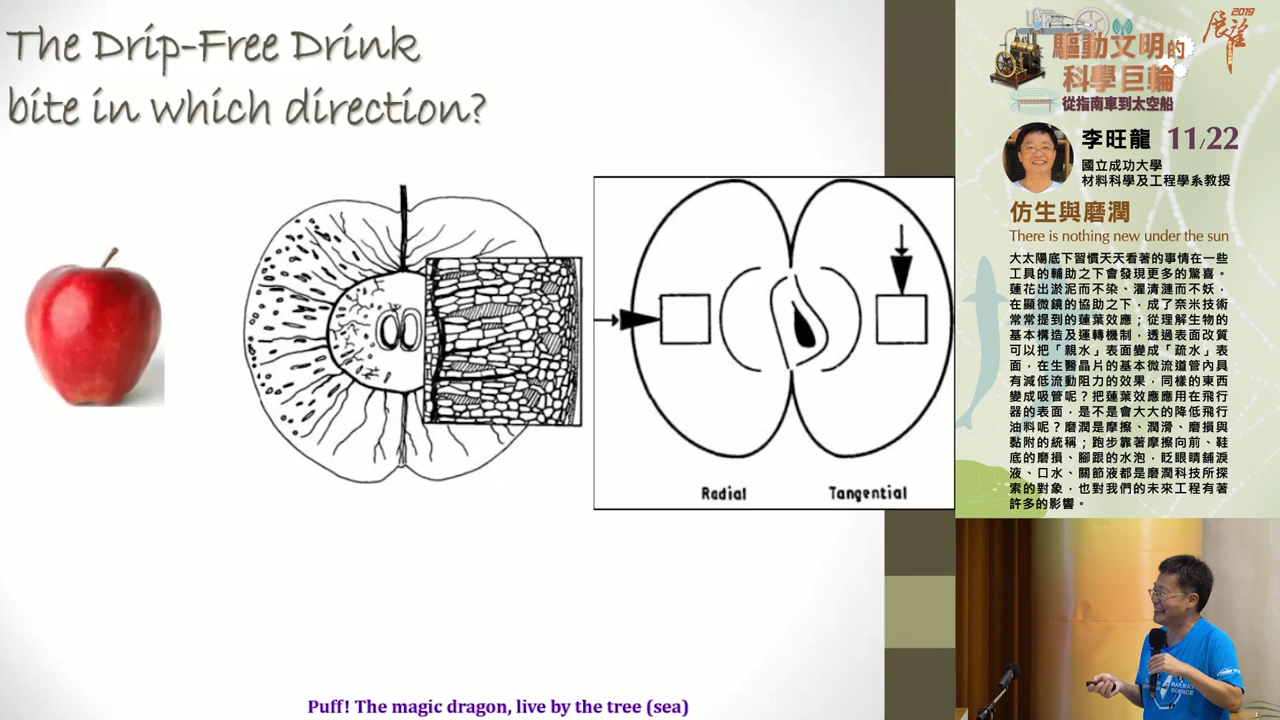 The Drip-Free Drink
bite in which direction?
Radial
Tangential
Puff! The magic dragon, live by the tree (sea)
2019
展望
驅動文明的
科學巨輪
從指南車到太空船
李旺龍 11/22
國立成功大學
材料科學及工程學系教授
仿生與磨潤
There is nothing new under the sun
大太陽底下習慣天天看著的事情在一些
工具的輔助之下會發現更多的驚喜。
蓮花出淤泥而不染、濯清漣而不妖，
在顯微鏡的協助之下，成了奈米技術
常常提到的蓮葉效應；從理解生物的
基本構造及運轉機制，透過表面改質
可以把「親水」表面變成「疏水」表
面，在生醫晶片的基本微流道管內具
有減低流動阻力的效果，同樣的東西
變成吸管呢？把蓮葉效應應用在飛行
器的表面，是不是會大大的降低飛行
油料呢？磨潤是摩擦、潤滑、磨損與
黏附的統稱；跑步靠著摩擦向前、鞋
底的磨損、腳跟的水泡，眨眼睛舖淚
液、口水、關節液都是磨潤科技所探
索的對象，也對我們的未來工程有著
許多的影響。